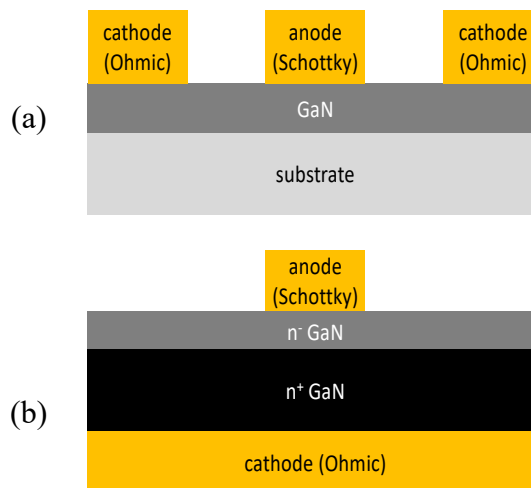 cathode
(Ohmic)
anode
(Schottky)
cathode
(Ohmic)
(a)
GaN
substrate
anode
(Schottky)
n⁻ GaN
n⁺ GaN
(b)
cathode (Ohmic)